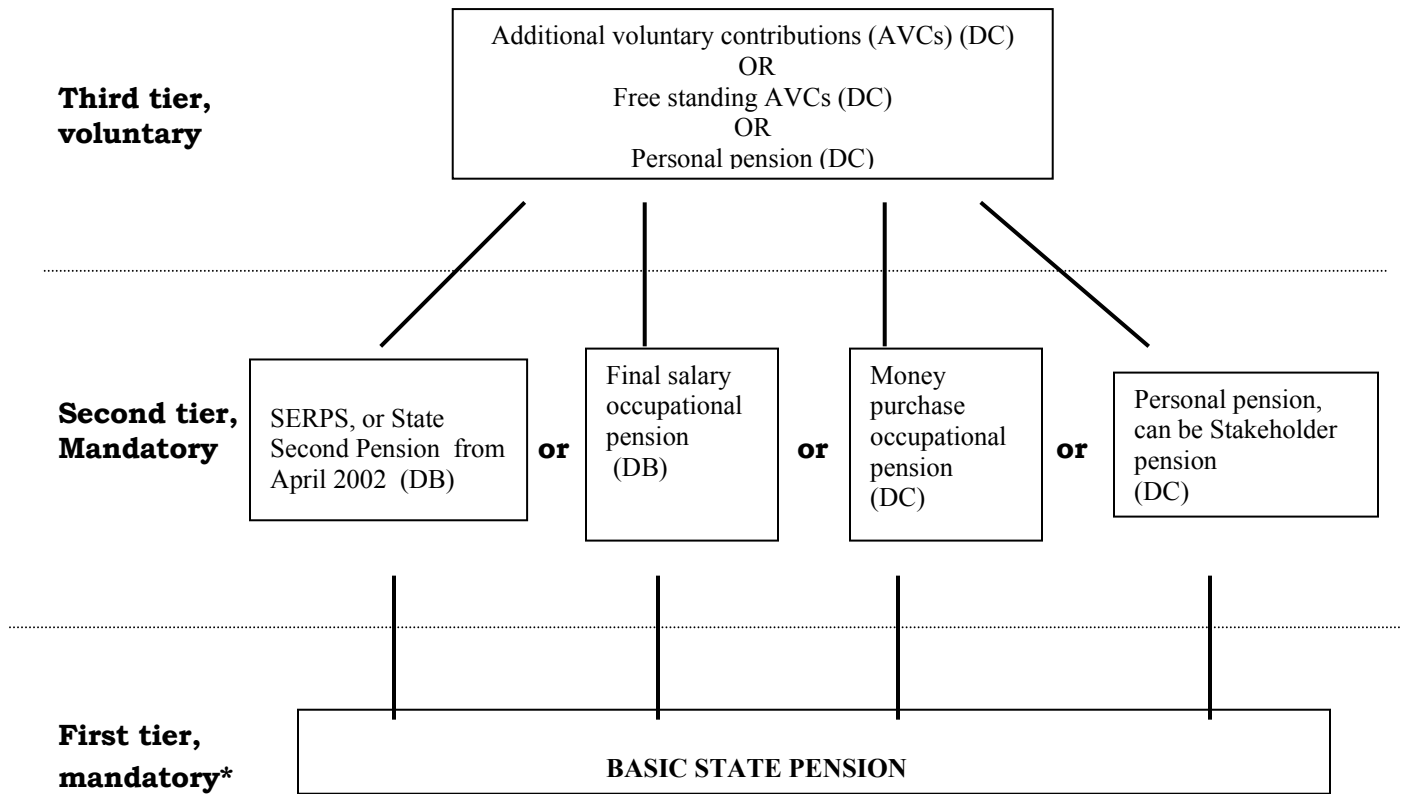 Additional voluntary contributions (AVCs) (DC)
OR
Free standing AVCs (DC)
OR
Personal pension (DC)
Third tier,
voluntary
Second tier,
Mandatory
SERPS, or State
Second Pension from
April 2002 (DB)
or
Final salary
occupational
pension
(DB)
or
Money
purchase
occupational
pension
(DC)
or
Personal pension,
can be Stakeholder
pension
(DC)
First tier,
mandatory*
BASIC STATE PENSION